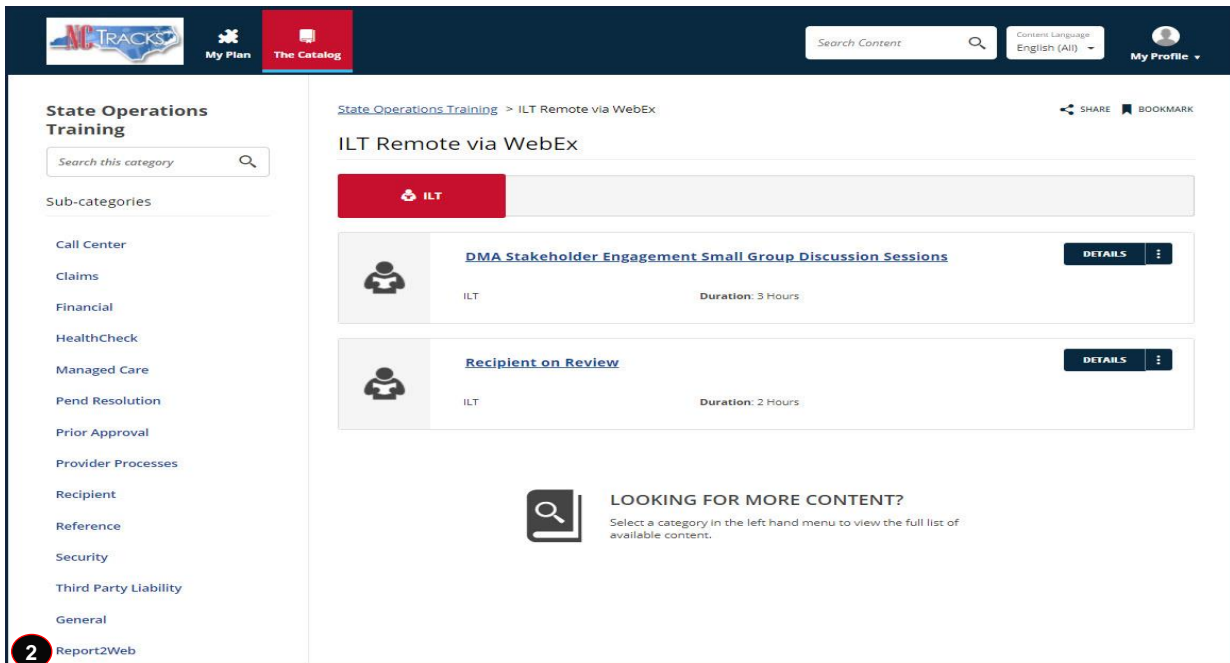 NCTRACKS
My Plan
The Catalog
Search Content
Content Language
English (All)
My Profile
State Operations
Training
Search this category
Sub-categories
Call Center
Claims
Financial
HealthCheck
Managed Care
Pend Resolution
Prior Approval
Provider Processes
Recipient
Reference
Security
Third Party Liability
General
2 Report2Web
State Operations Training > ILT Remote via WebEx
SHARE BOOKMARK
ILT Remote via WebEx
ILT
DMA Stakeholder Engagement Small Group Discussion Sessions
DETAILS
ILT Duration: 3 Hours
Recipient on Review
DETAILS
ILT Duration: 2 Hours
LOOKING FOR MORE CONTENT?
Select a category in the left hand menu to view the full list of
available content.